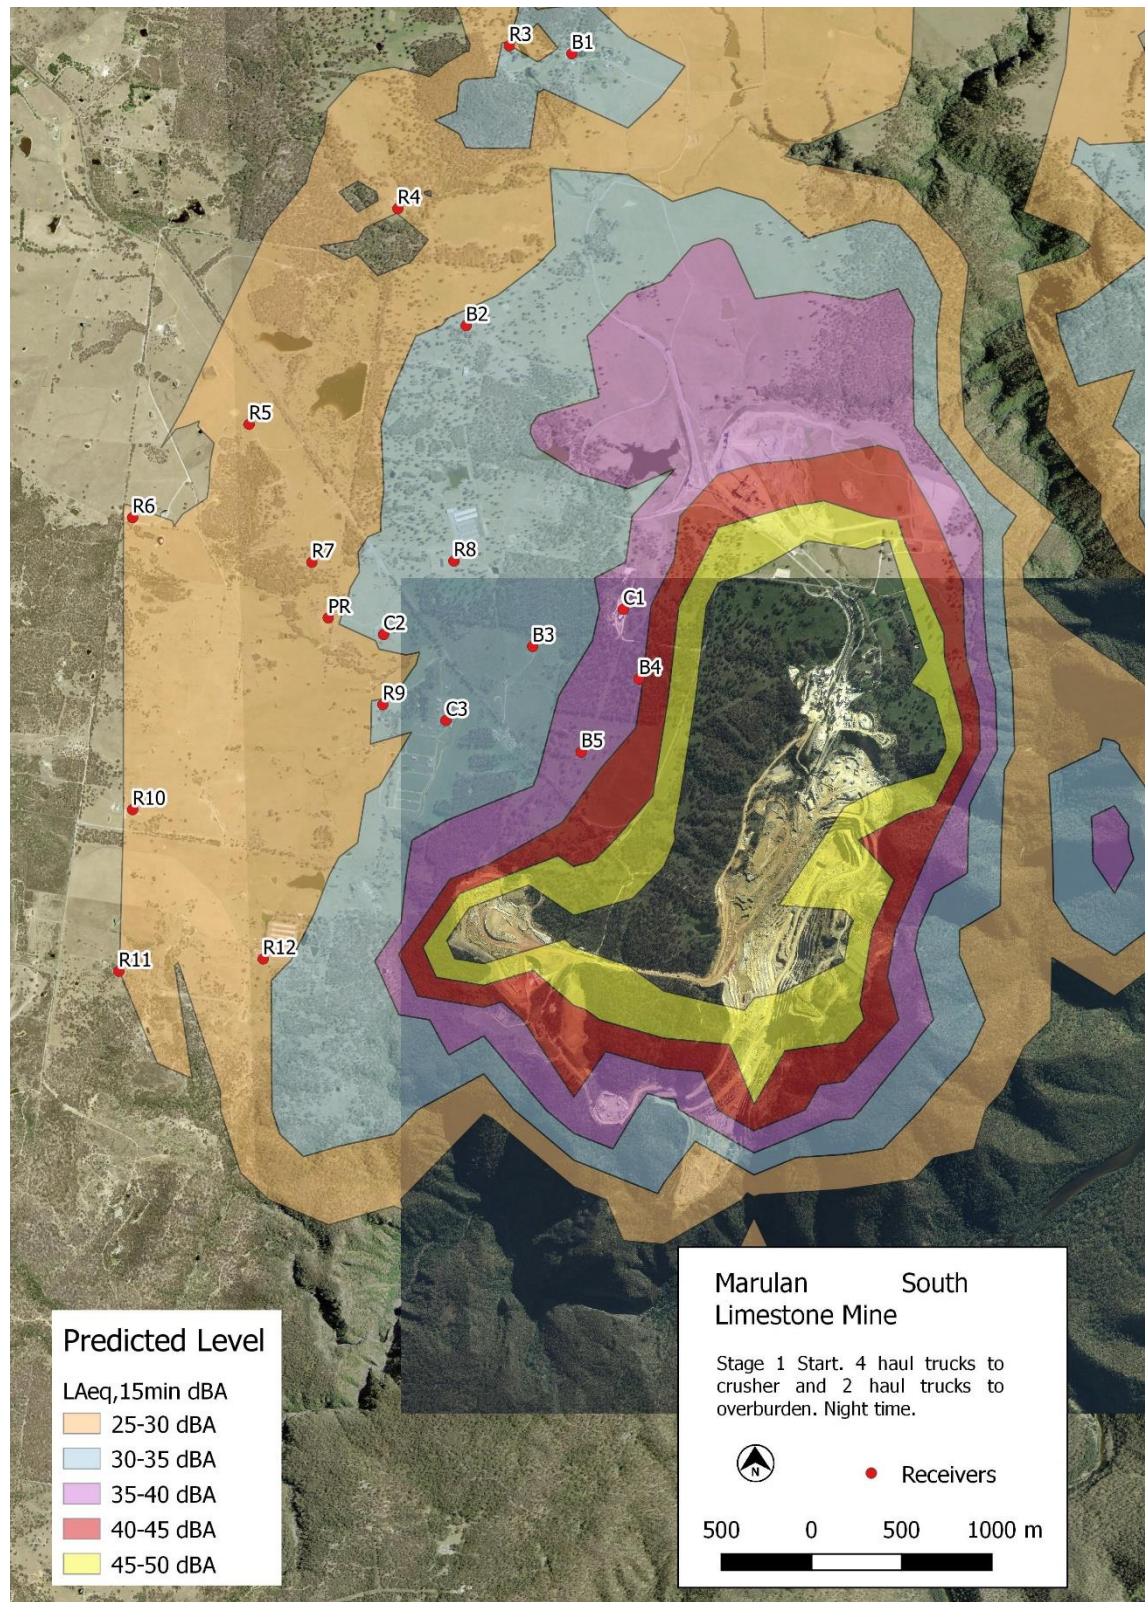 R3
B1
R4
B2
R5
R6
R7
R8
PR
C1
C2
B3
B4
R9
C3
B5
R10
R12
R11
Marulan South
Limestone Mine
Stage 1 Start. 4 haul trucks to
crusher and 2 haul trucks to
overburden. Night time.
N
Receivers
500 0 500 1000 m
Predicted Level
LAeq,15min dBA
25-30 dBA
30-35 dBA
35-40 dBA
40-45 dBA
45-50 dBA